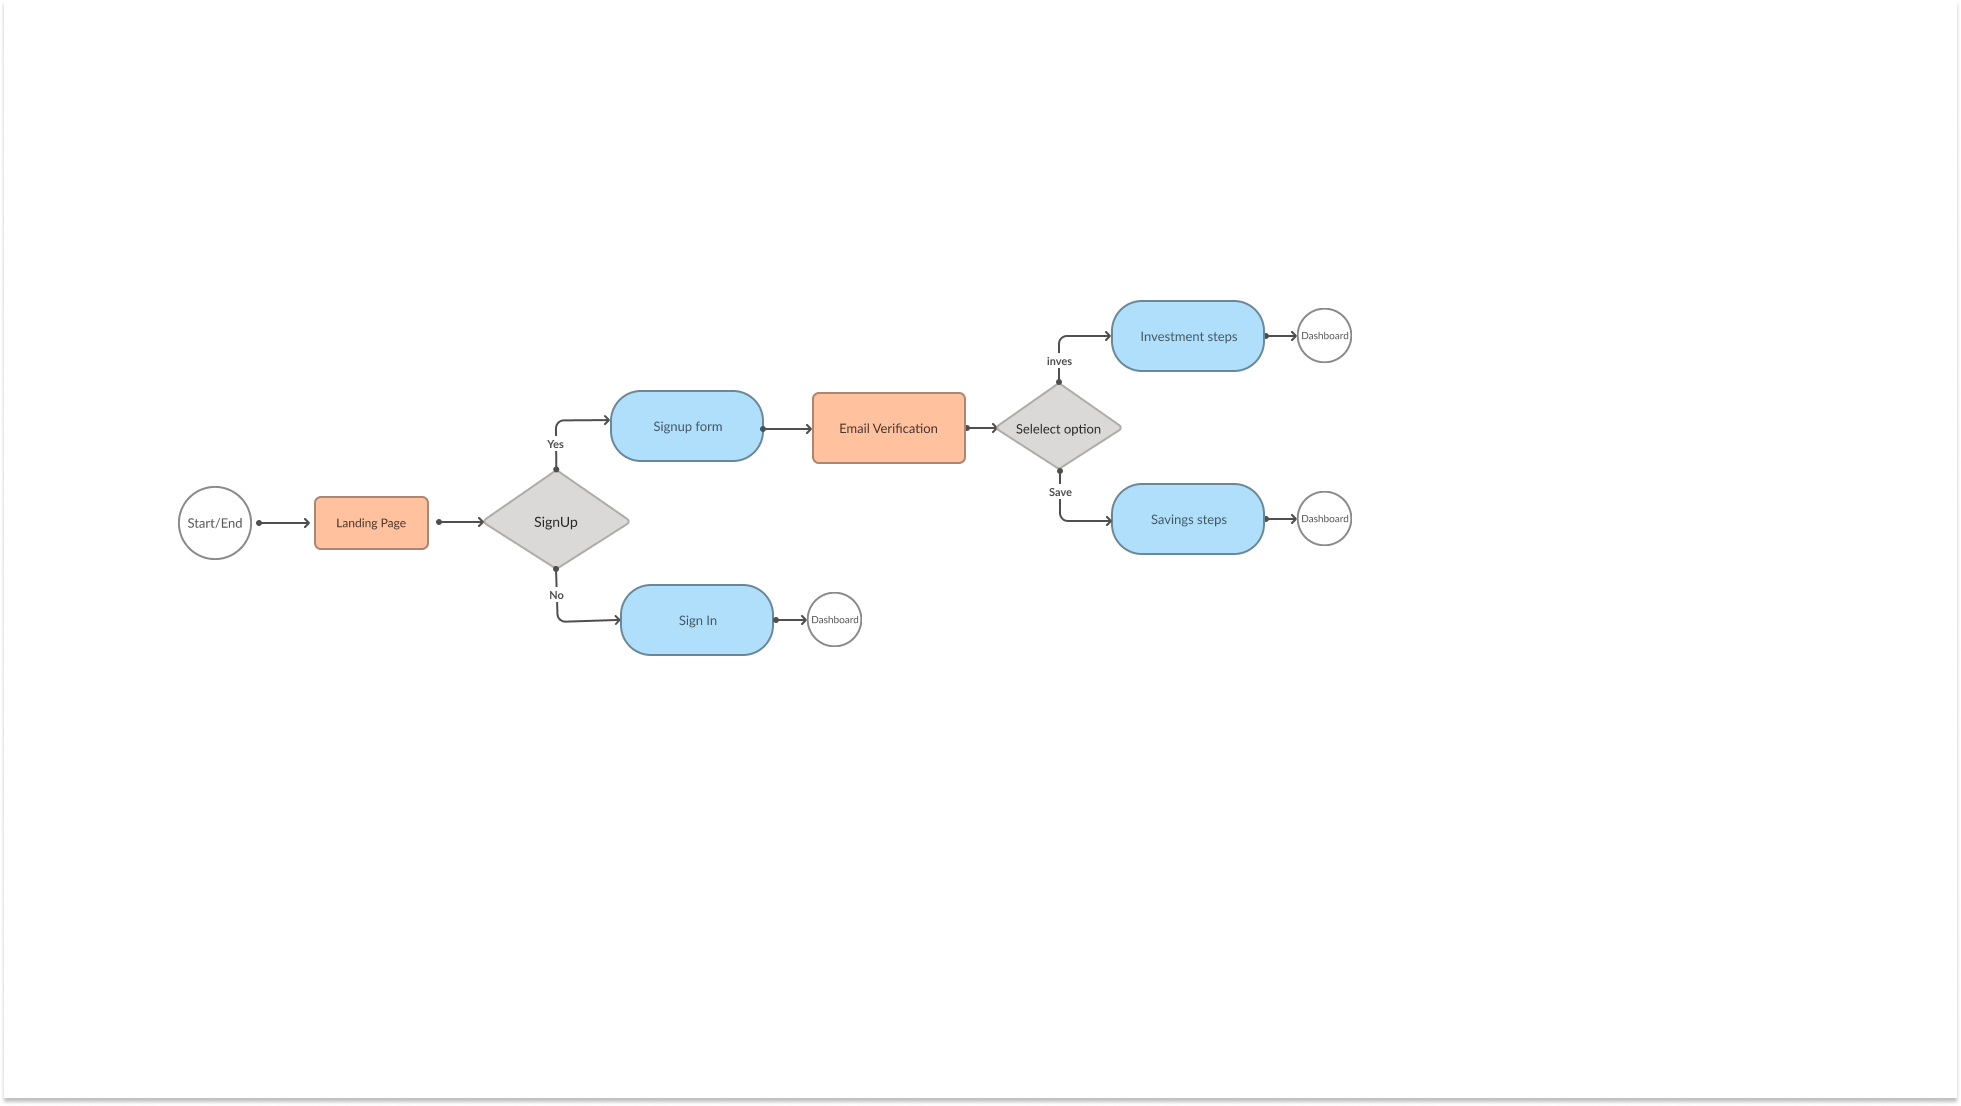 Start/End
Landing Page
SignUp
Yes
Signup form
Email Verification
Selelect option
inves
Investment steps
Dashboard
Save
Savings steps
Dashboard
No
Sign In
Dashboard